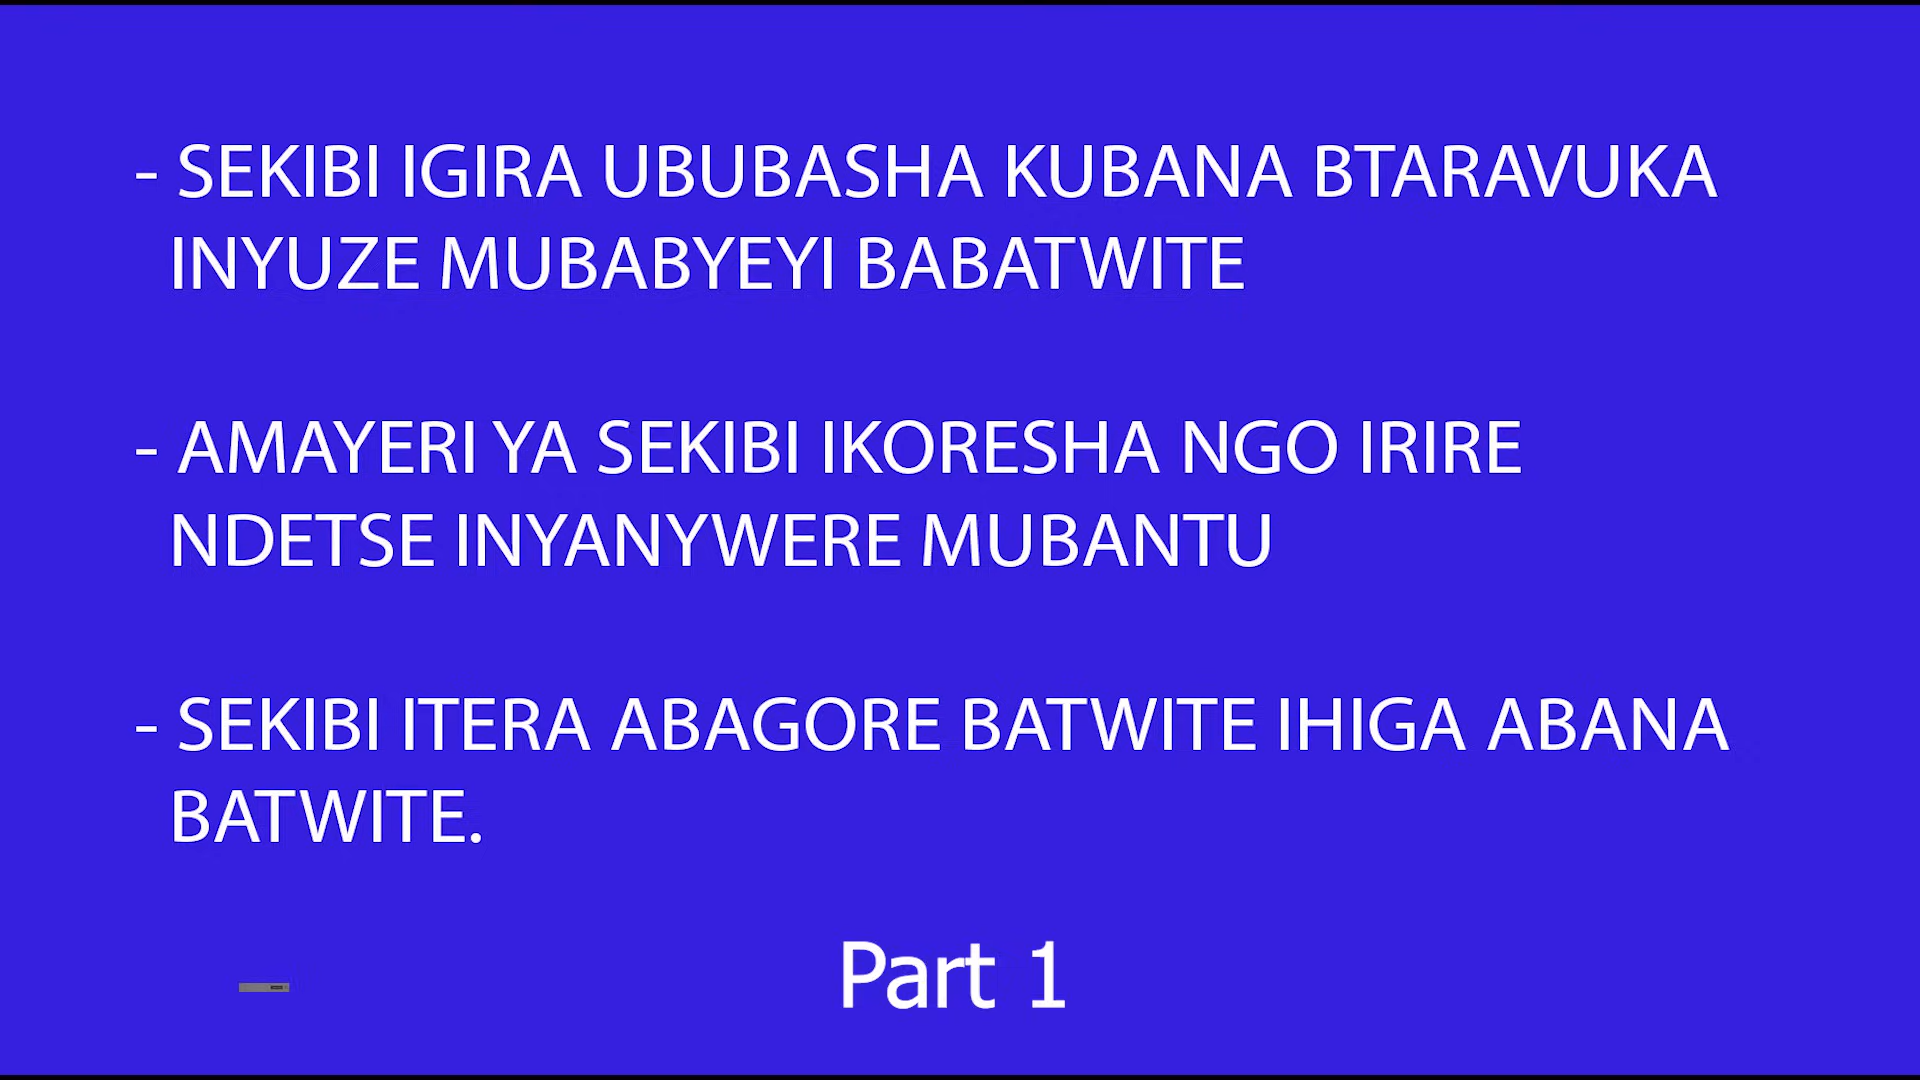 - SEKIBI IGIRA UBUBASHA KUBANA BTARAVUKA
INYUZE MUBABYEYI BABATWITE
- AMAYERI YA SEKIBI IKORESHA NGO IRIRE
NDETSE INYANYWERE MUBANTU
- SEKIBI ITERA ABAGORE BATWITE IHIGA ABANA
BATWITE.
Part 1